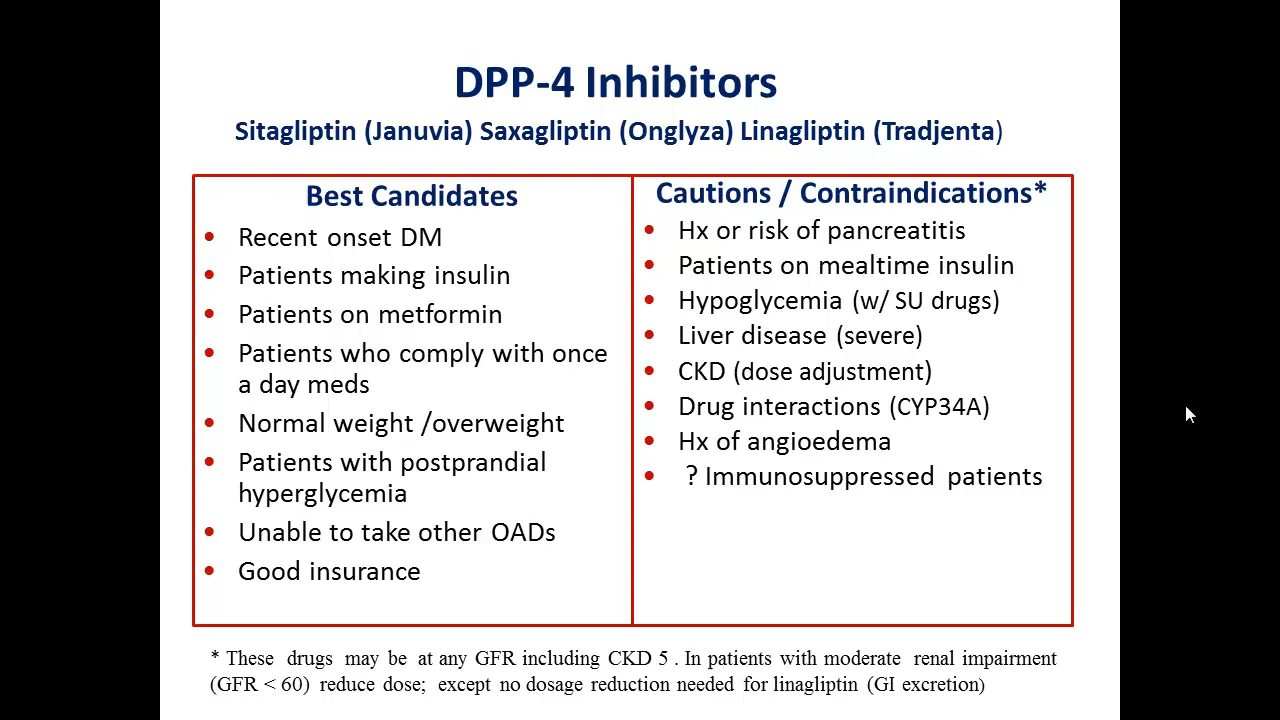 DPP-4 Inhibitors
Sitagliptin (Januvia) Saxagliptin (Onglyza) Linagliptin (Tradjenta)
Best Candidates
• Recent onset DM
• Patients making insulin
• Patients on metformin
• Patients who comply with once
a day meds
• Normal weight /overweight
• Patients with postprandial
hyperglycemia
• Unable to take other OADs
• Good insurance
Cautions / Contraindications*
• Hx or risk of pancreatitis
• Patients on mealtime insulin
• Hypoglycemia (w/ SU drugs)
• Liver disease (severe)
• CKD (dose adjustment)
• Drug interactions (CYP34A)
• Hx of angioedema
• ? Immunosuppressed patients
* These drugs may be at any GFR including CKD 5 . In patients with moderate renal impairment
(GFR < 60) reduce dose; except no dosage reduction needed for linagliptin (GI excretion)